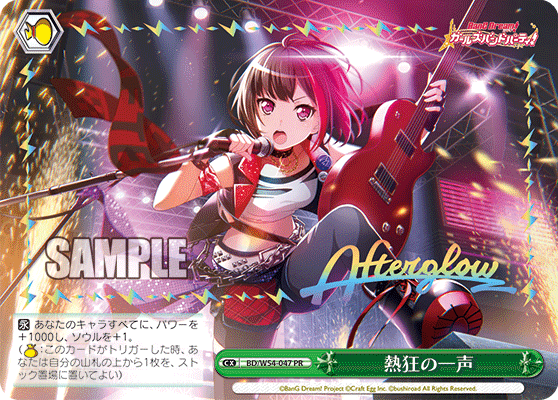 BanG Dream!
ガールズバンドパーティ!
SAMPLE
Afterglow
永 あなたのキャラすべてに、パワーを
+1000し、ソウルを+1。
( :このカードがトリガーした時、あ
なたは自分の山札の上から1枚を、スト
ック置場に置いてよい)
CX
BD/W54-047 PR
熱狂の一声
©BanG Dream! Project ©Craft Egg Inc. ©bushiroad All Rights Reserved.